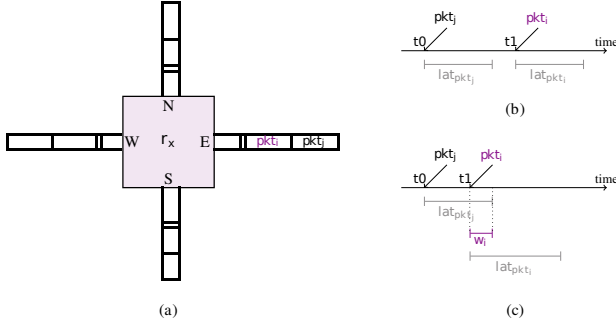 N
W
r_x
E
S
pkt_i
pkt_j
(a)
pkt_j
pkt_i
t0
t1
time
lat_pkt_j
lat_pkt_i
(b)
pkt_j
pkt_i
t0
t1
time
lat_pkt_j
w_i
lat_pkt_i
(c)